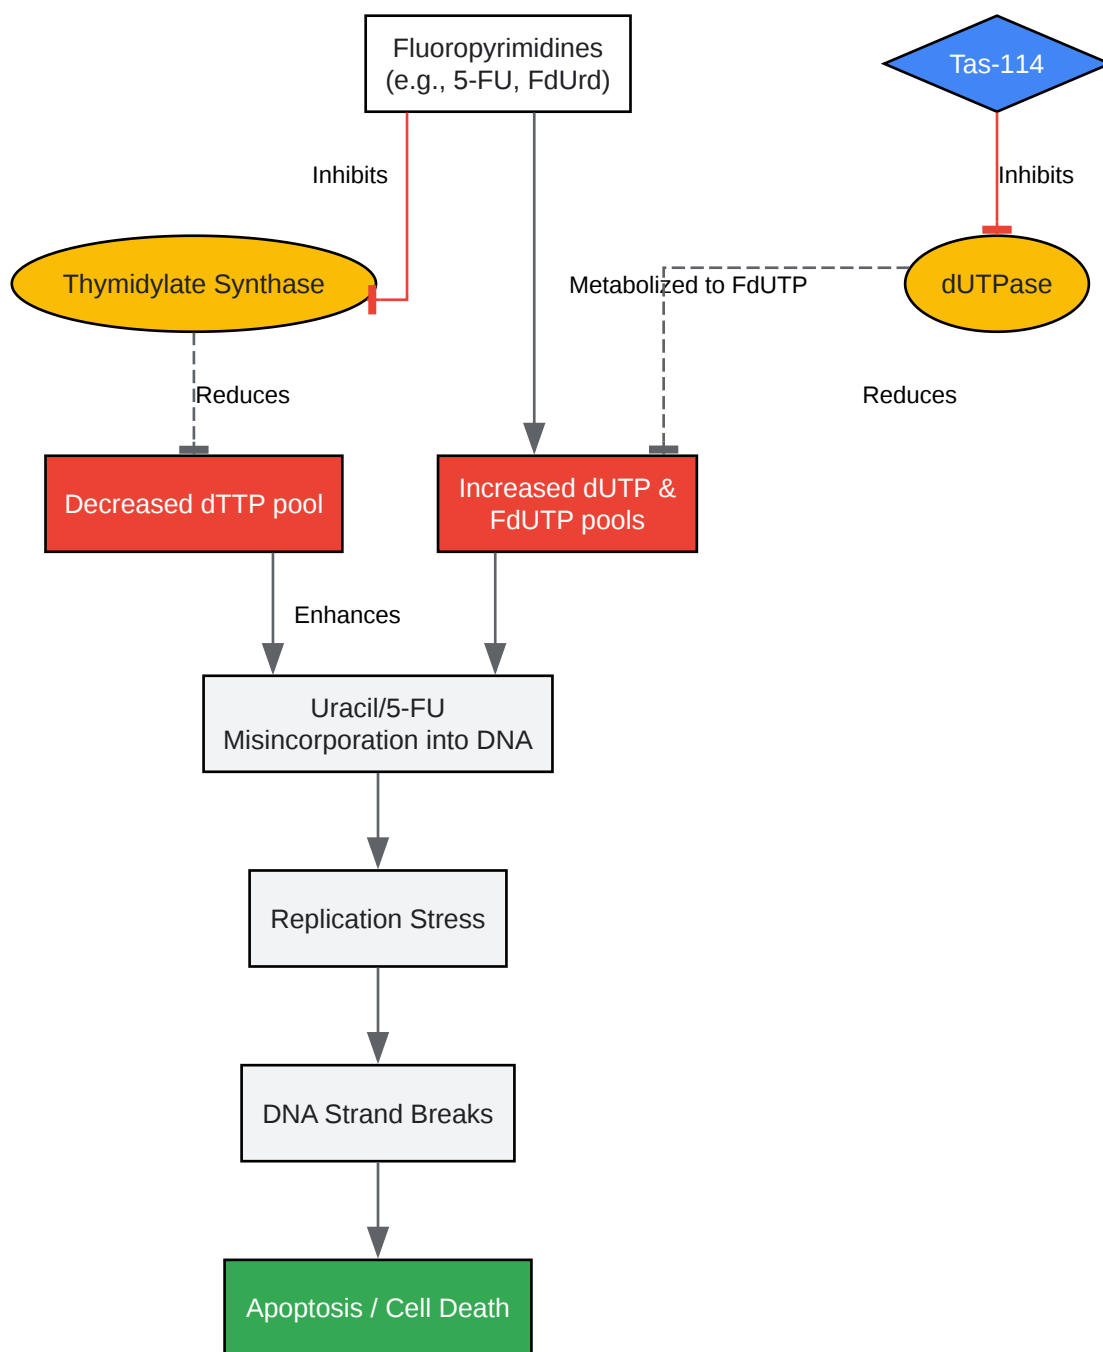 Fluoropyrimidines
(e.g., 5-FU, FdUrd)
Tas-114
Inhibits
Inhibits
Thymidylate Synthase
Metabolized to FdUTP
dUTPase
Reduces
Reduces
Decreased dTTP pool
Increased dUTP &
FdUTP pools
Enhances
Uracil/5-FU
Misincorporation into DNA
Replication Stress
DNA Strand Breaks
Apoptosis / Cell Death